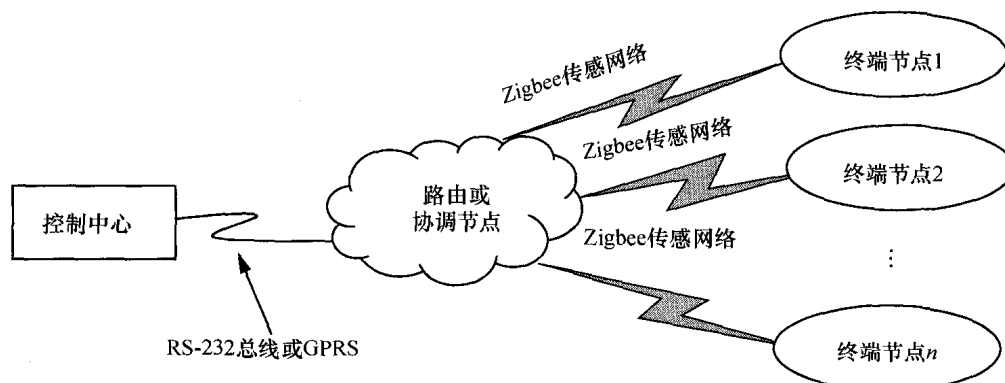 Zigbee传感网络
终端节点1
Zigbee传感网络
终端节点2
路由或
协调节点
控制中心
Zigbee传感网络
⋮
终端节点n
RS-232总线或GPRS